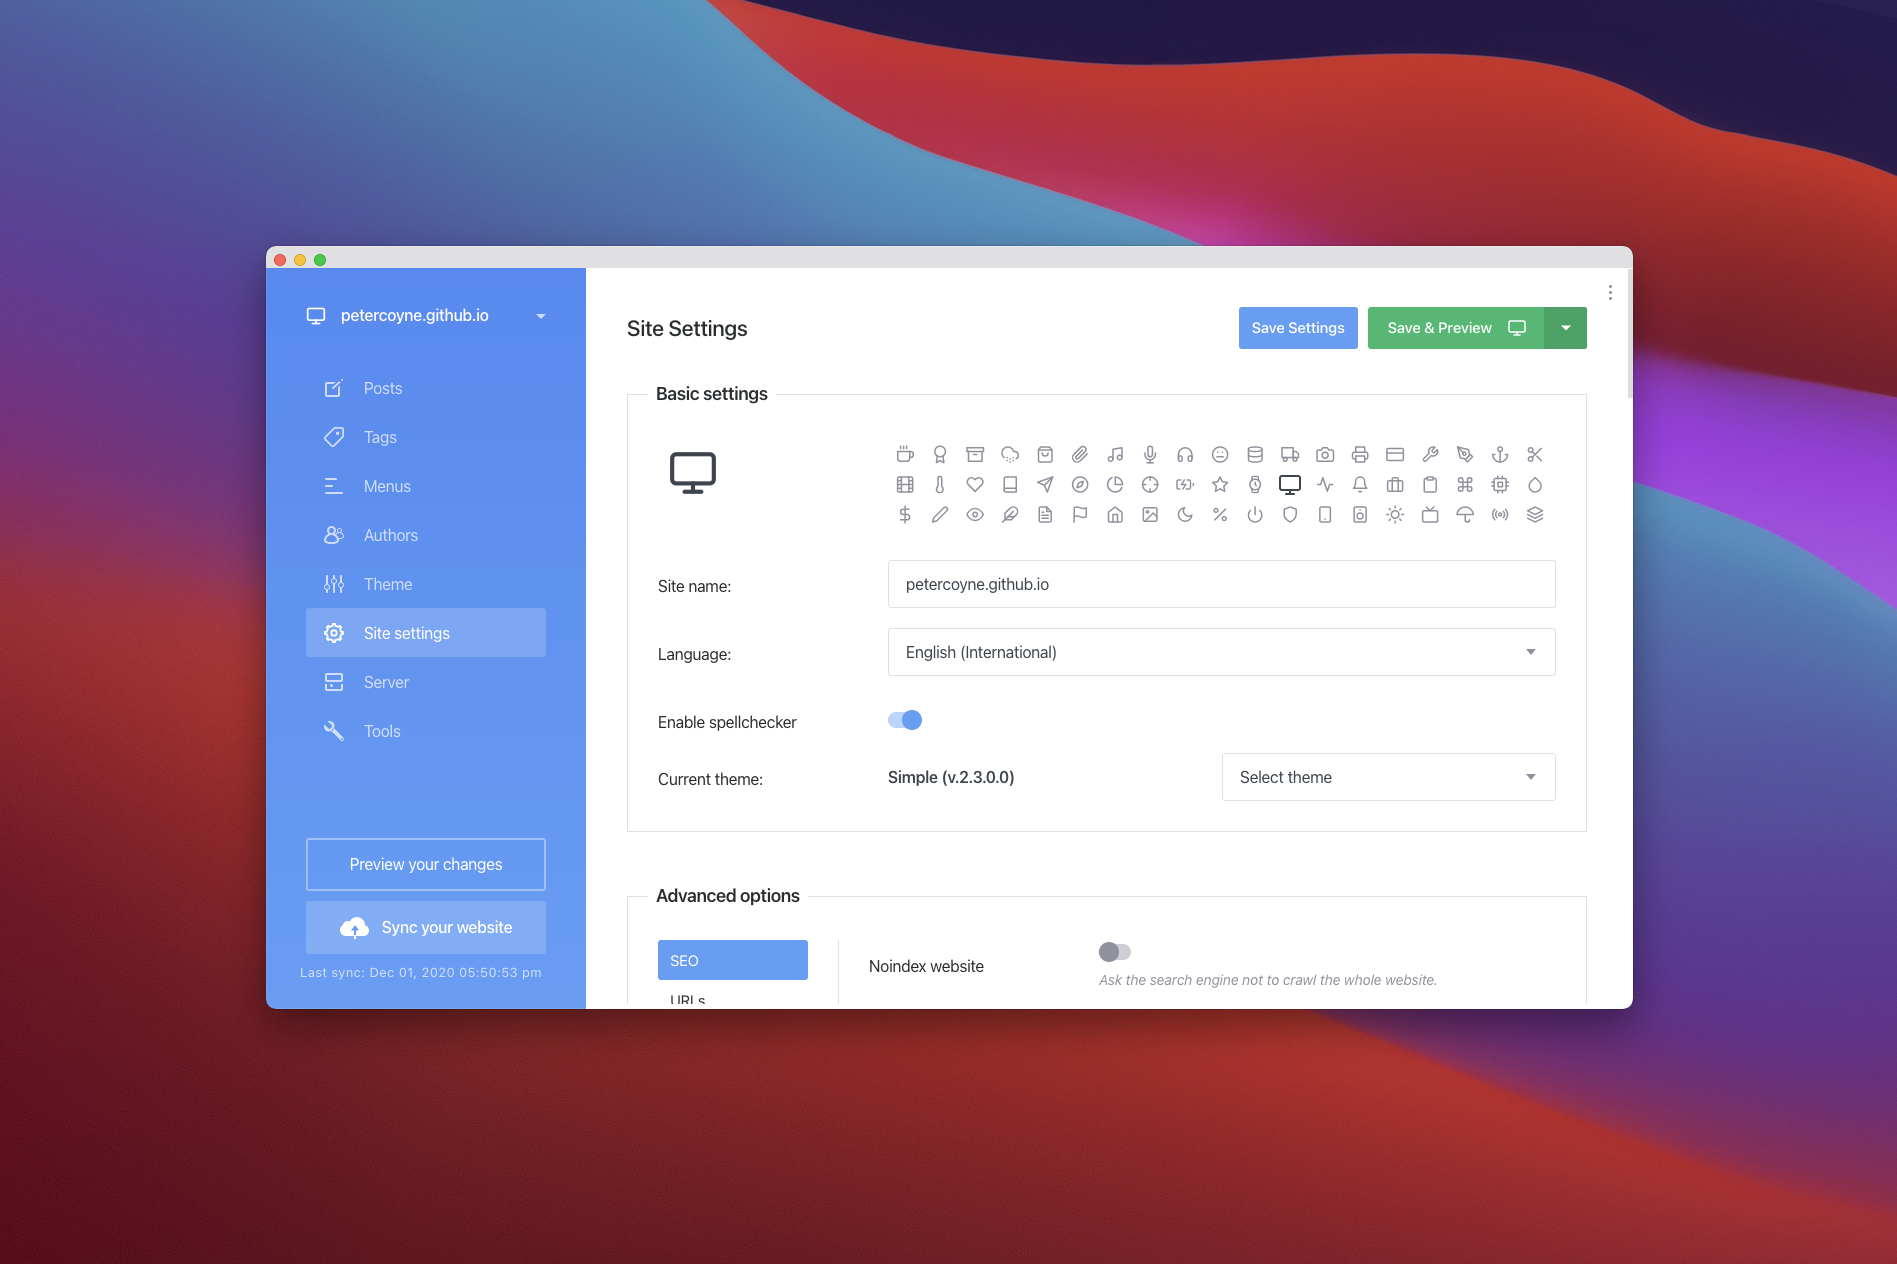 petercoyne.github.io
Posts
Tags
Menus
Authors
Theme
Site settings
Server
Tools
Preview your changes
Sync your website
Last sync: Dec 01, 2020 05:50:53 pm
Site Settings
Save Settings
Save & Preview
Basic settings
Site name:
petercoyne.github.io
Language:
English (International)
Enable spellchecker
Current theme:
Simple (v.2.3.0.0)
Select theme
Advanced options
SEO
URLs
Noindex website
Ask the search engine not to crawl the whole website.